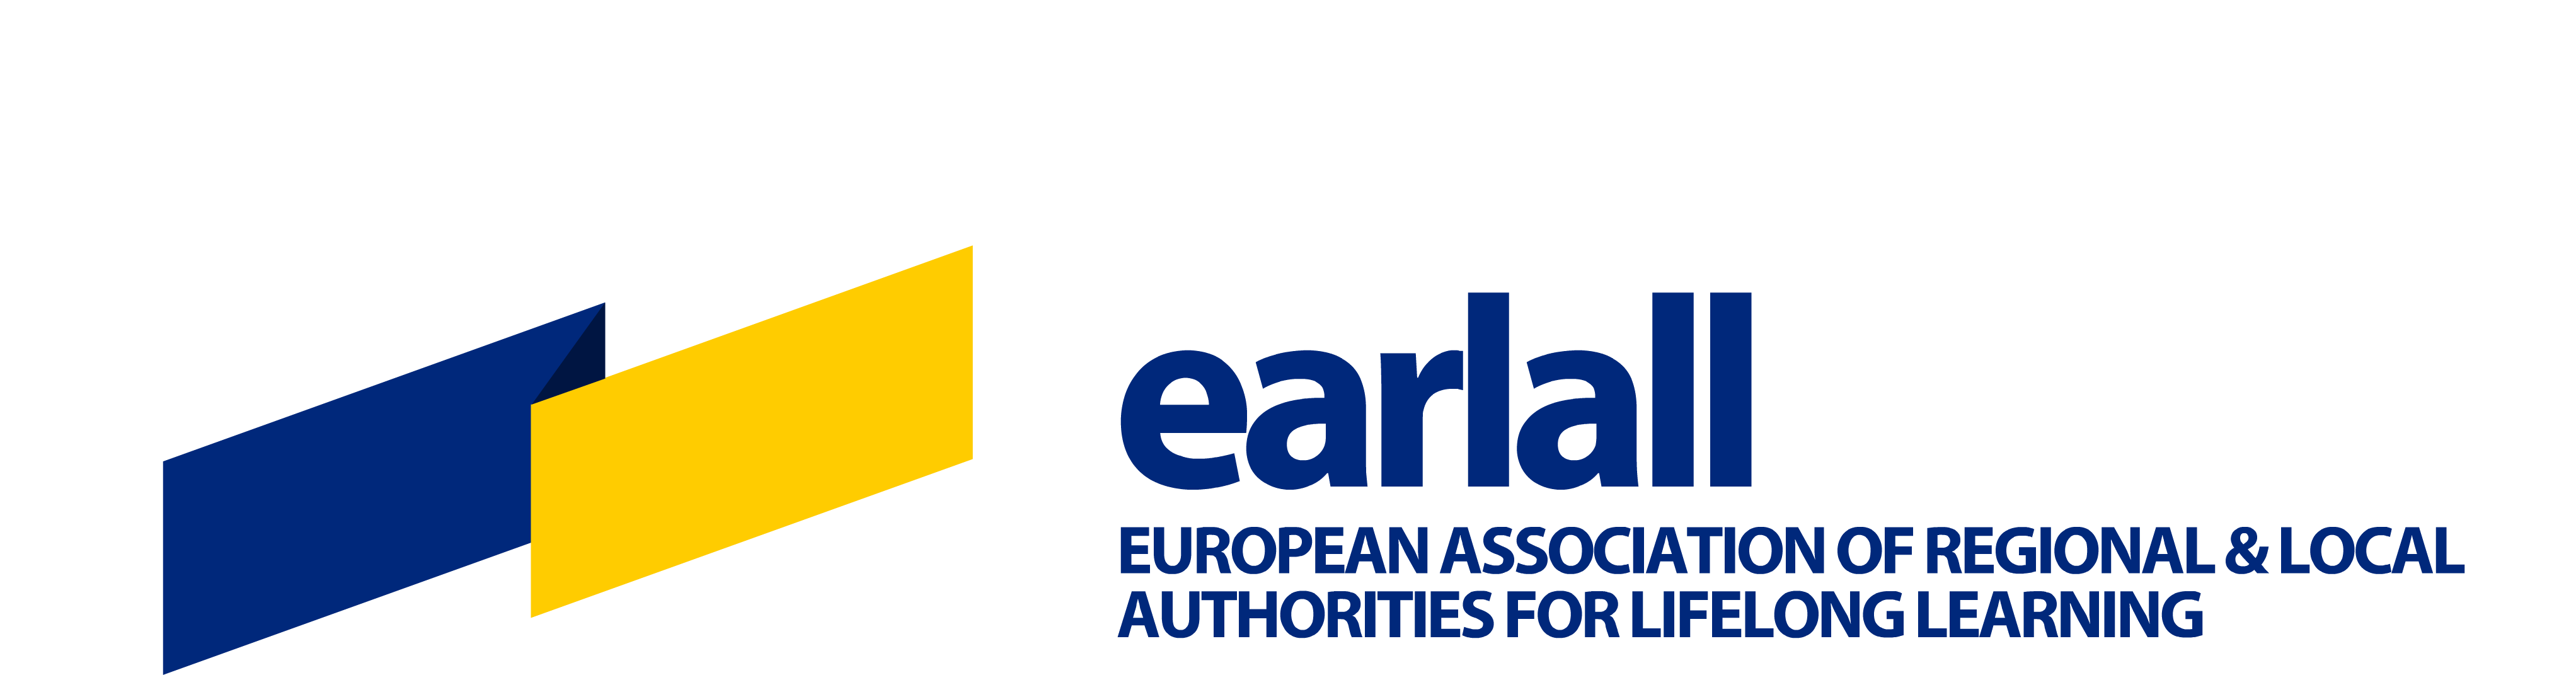 earlall
EUROPEAN ASSOCIATION OF REGIONAL & LOCAL
AUTHORITIES FOR LIFELONG LEARNING